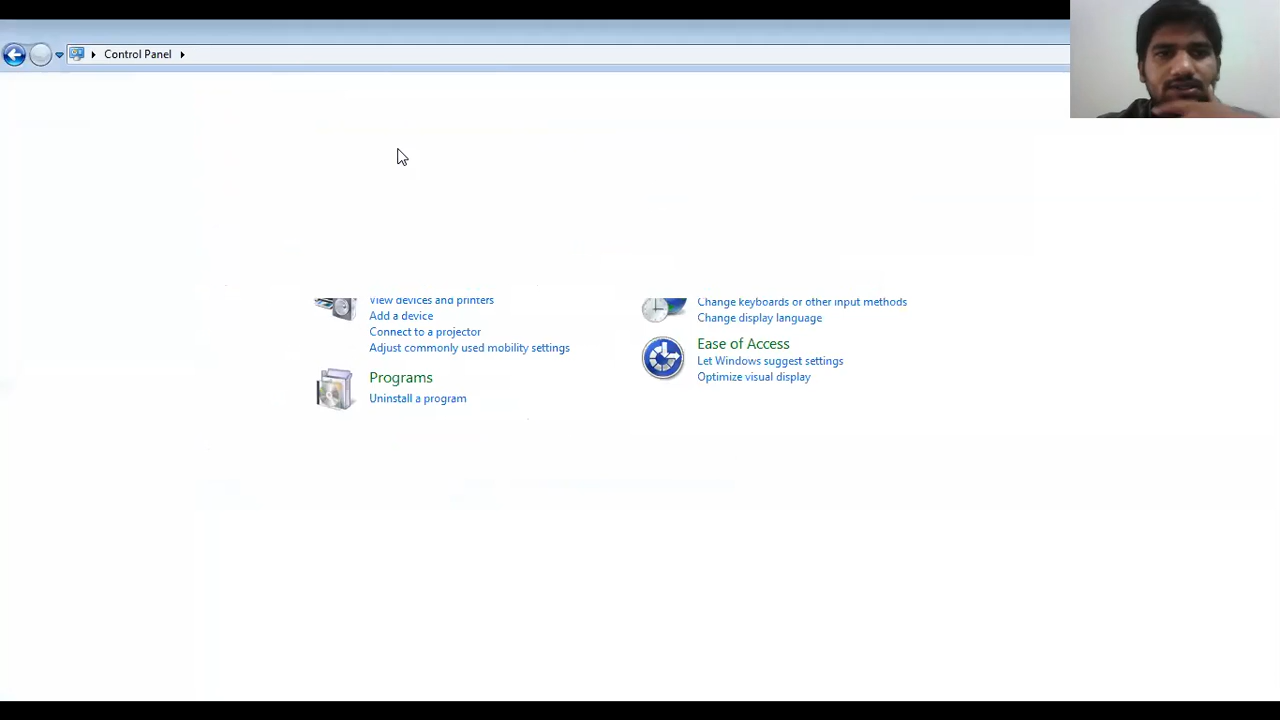 Control Panel
View devices and printers
Add a device
Connect to a projector
Adjust commonly used mobility settings
Programs
Uninstall a program
Change keyboards or other input methods
Change display language
Ease of Access
Let Windows suggest settings
Optimize visual display